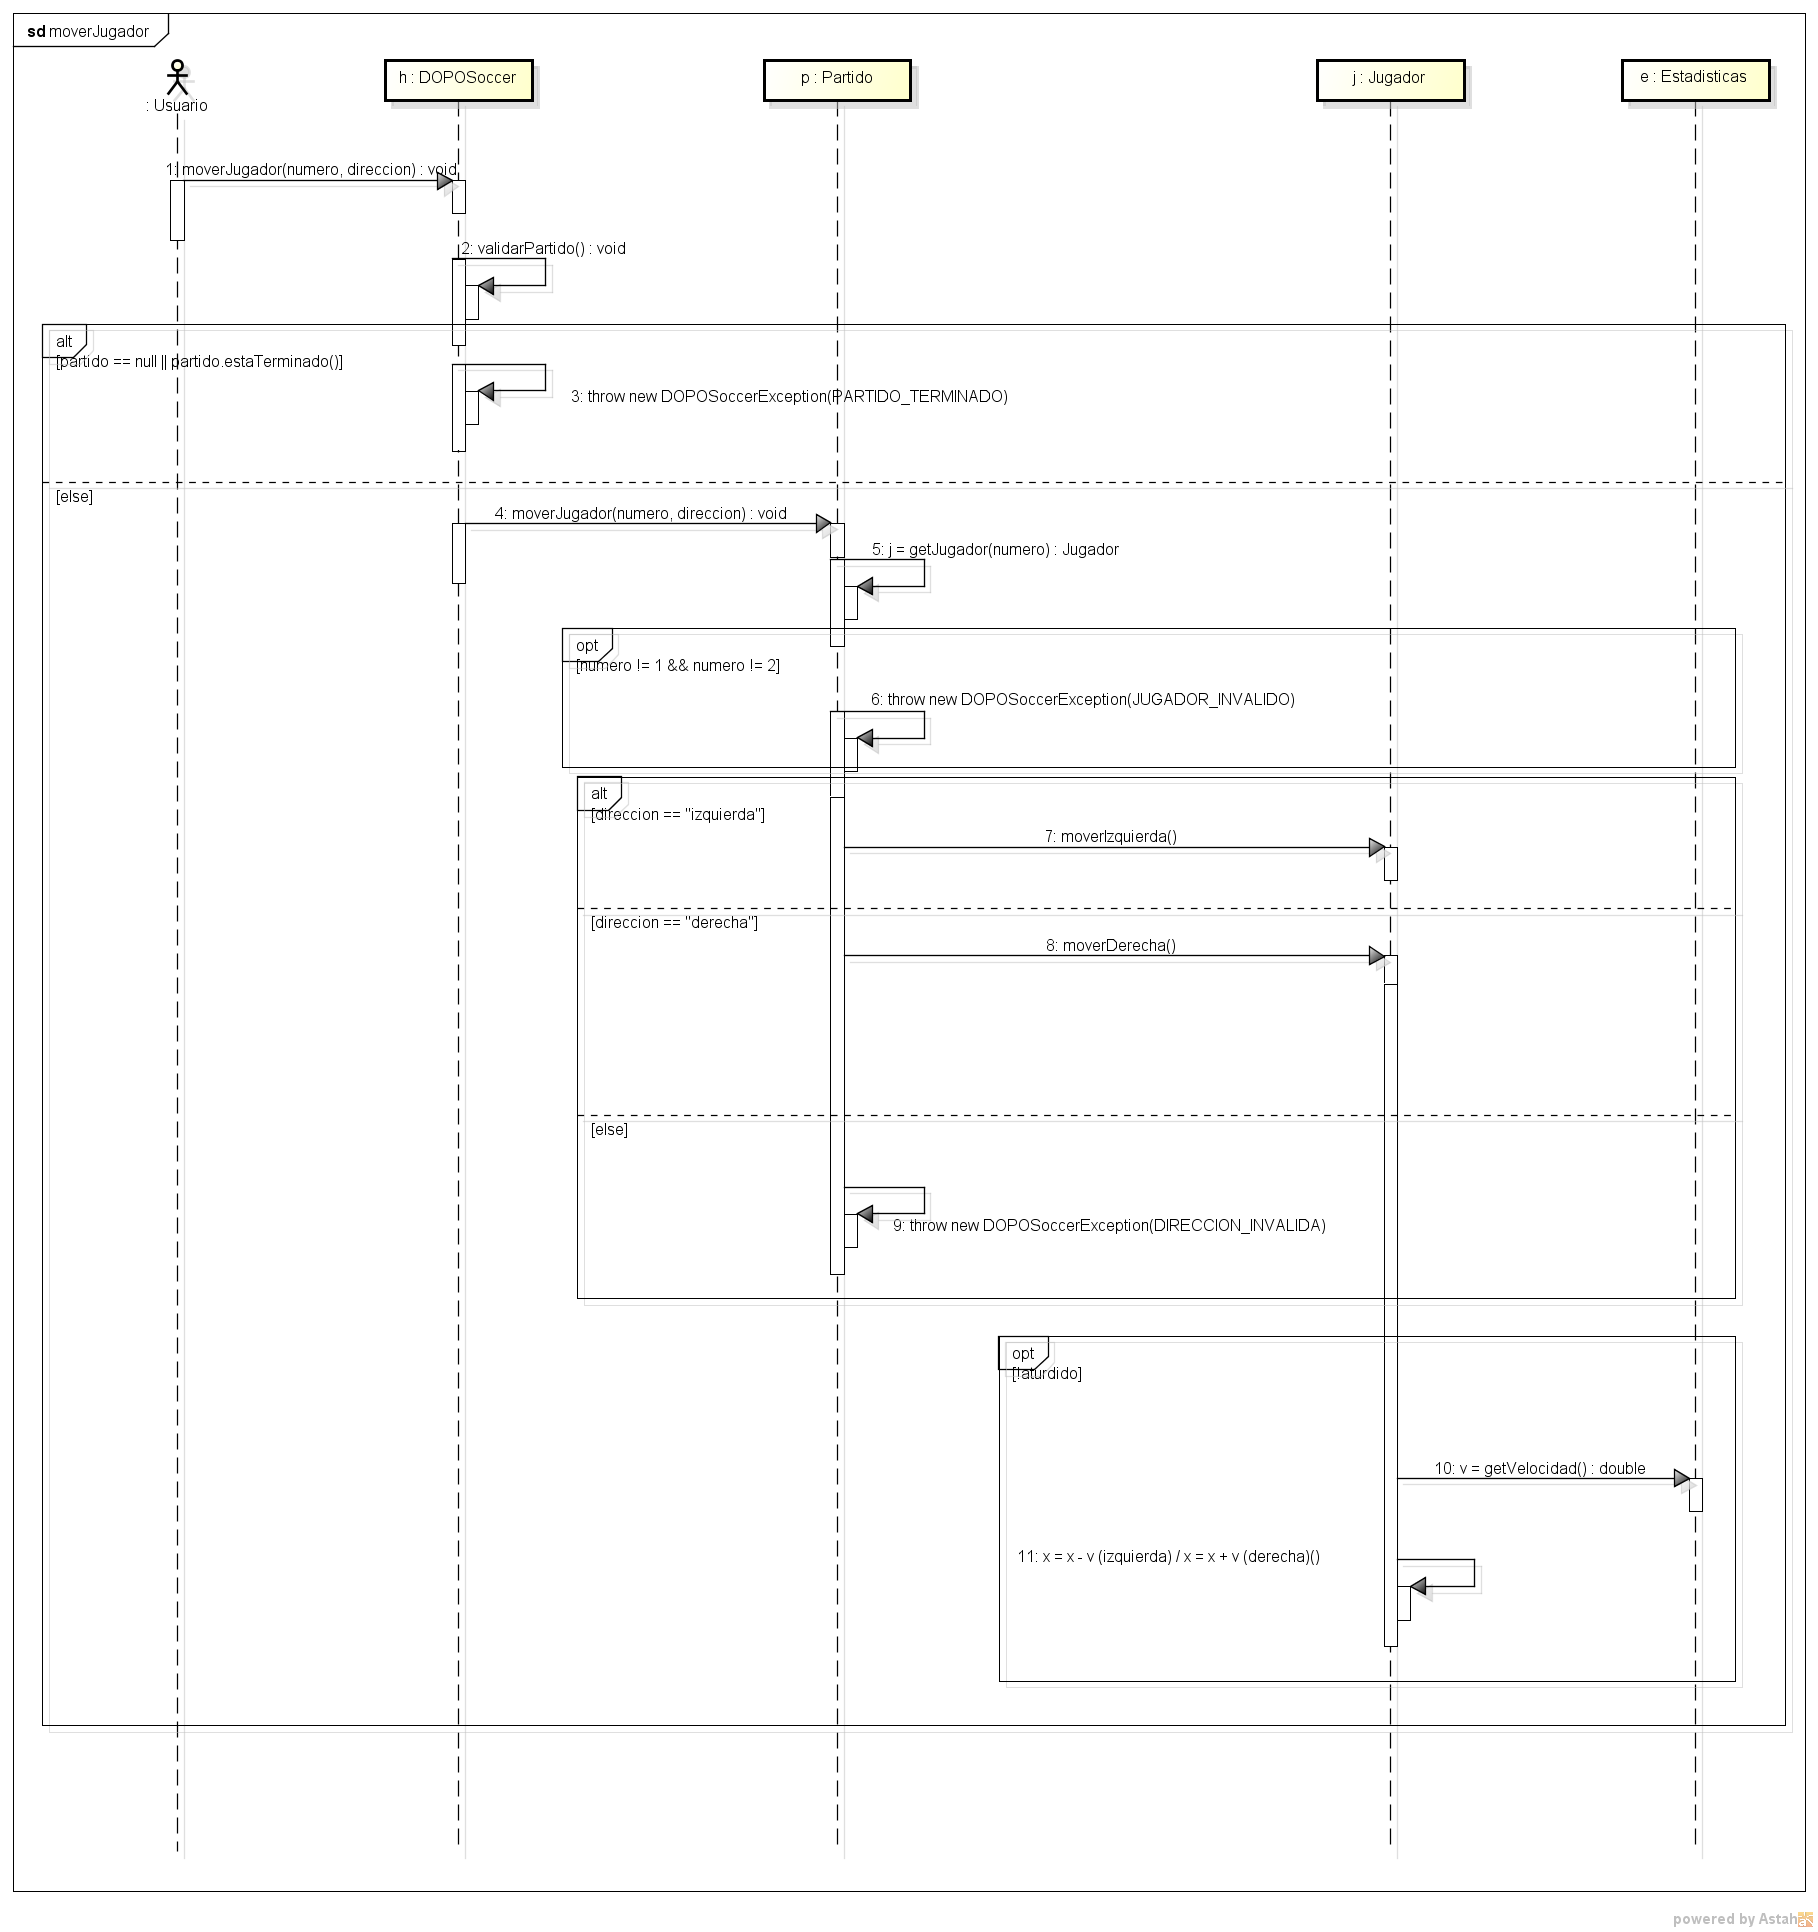 sd moverJugador
: Usuario
h : DOPOSoccer
p : Partido
j : Jugador
e : Estadisticas
1: moverJugador(numero, direccion) : void
2: validarPartido() : void
alt
[partido == null || partido.estaTerminado()]
3: throw new DOPOSoccerException(PARTIDO_TERMINADO)
[else]
4: moverJugador(numero, direccion) : void
5: j = getJugador(numero) : Jugador
opt
[numero != 1 && numero != 2]
6: throw new DOPOSoccerException(JUGADOR_INVALIDO)
alt
[direccion == "izquierda"]
7: moverIzquierda()
[direccion == "derecha"]
8: moverDerecha()
[else]
9: throw new DOPOSoccerException(DIRECCION_INVALIDA)
opt
[!aturdido]
10: v = getVelocidad() : double
11: x = x - v (izquierda) / x = x + v (derecha)()
powered by Astah